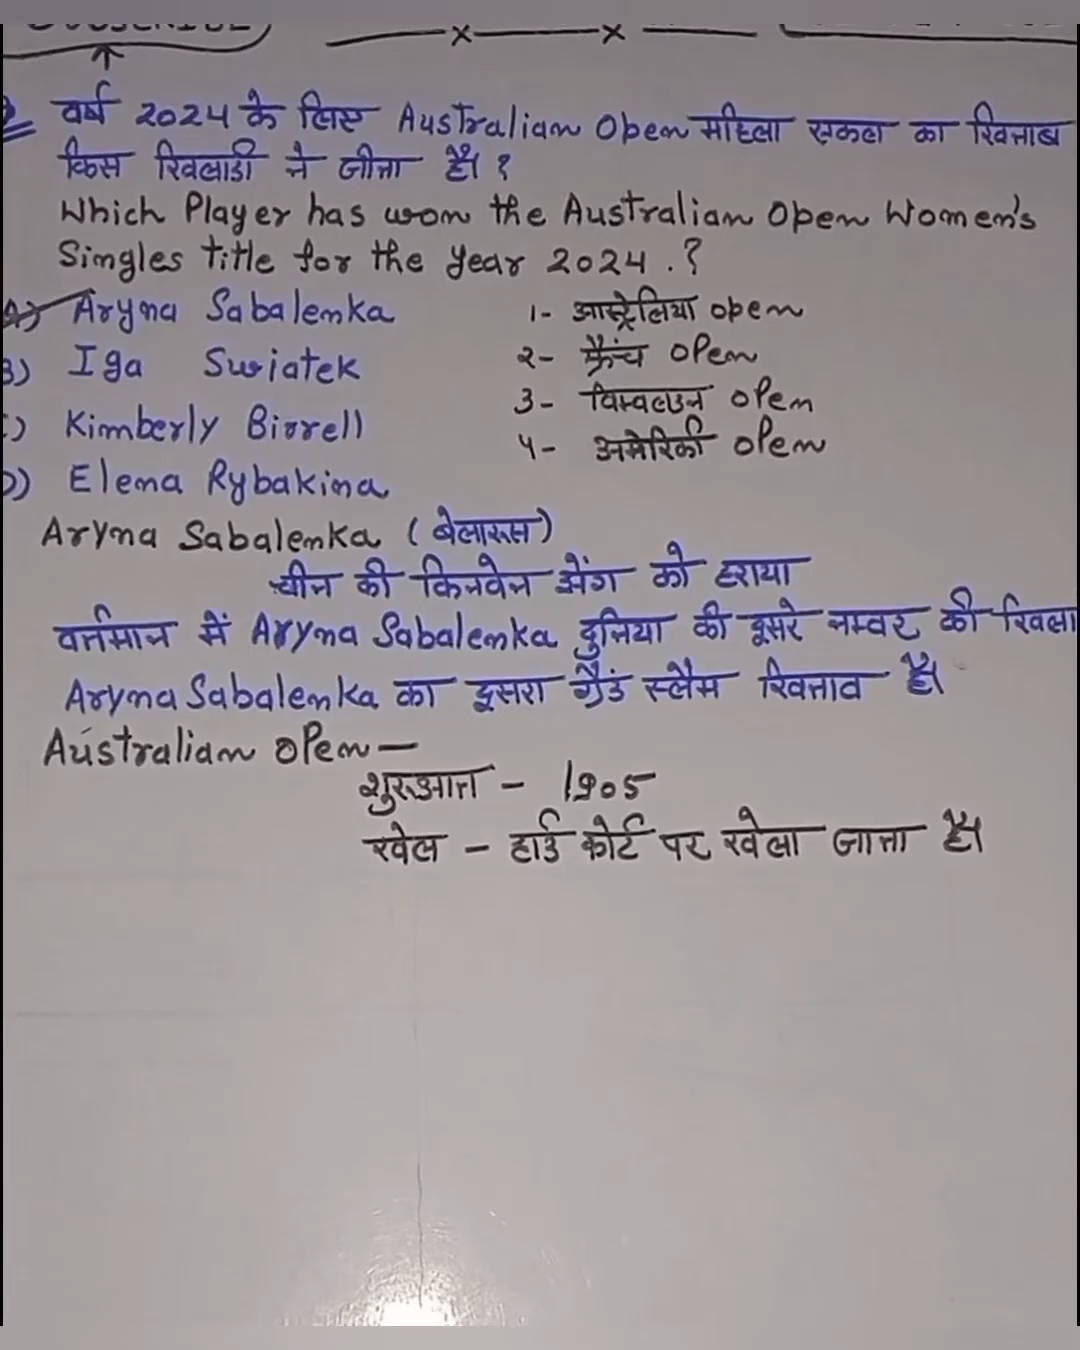 × ×
वर्ष 2024 के लिए Australian Open महिला एकल का खिताब
किस खिलाडी ने जीता है ?
Which Player has won the Australian Open Women's
Singles title for the year 2024 . ?
A) Aryna Sabalenka
1- आस्ट्रेलिया open
B) Iga Swiatek
2- फ्रैंच open
C) Kimberly Birrell
3- विम्बलडन open
D) Elena Rybakina
4- अमेरिकी open
Aryna Sabalenka (बेलारूस)
चीन की किनवेन झेंग को हराया
वर्तमान में Aryna Sabalenka दुनिया की दूसरे नम्बर की खिला
Aryna Sabalenka का दूसरा ग्रैंड स्लैम खिताब है।
Australian open —
शुरूआत - 1905
खेल - हार्ड कोर्ट पर खेला जाता है।